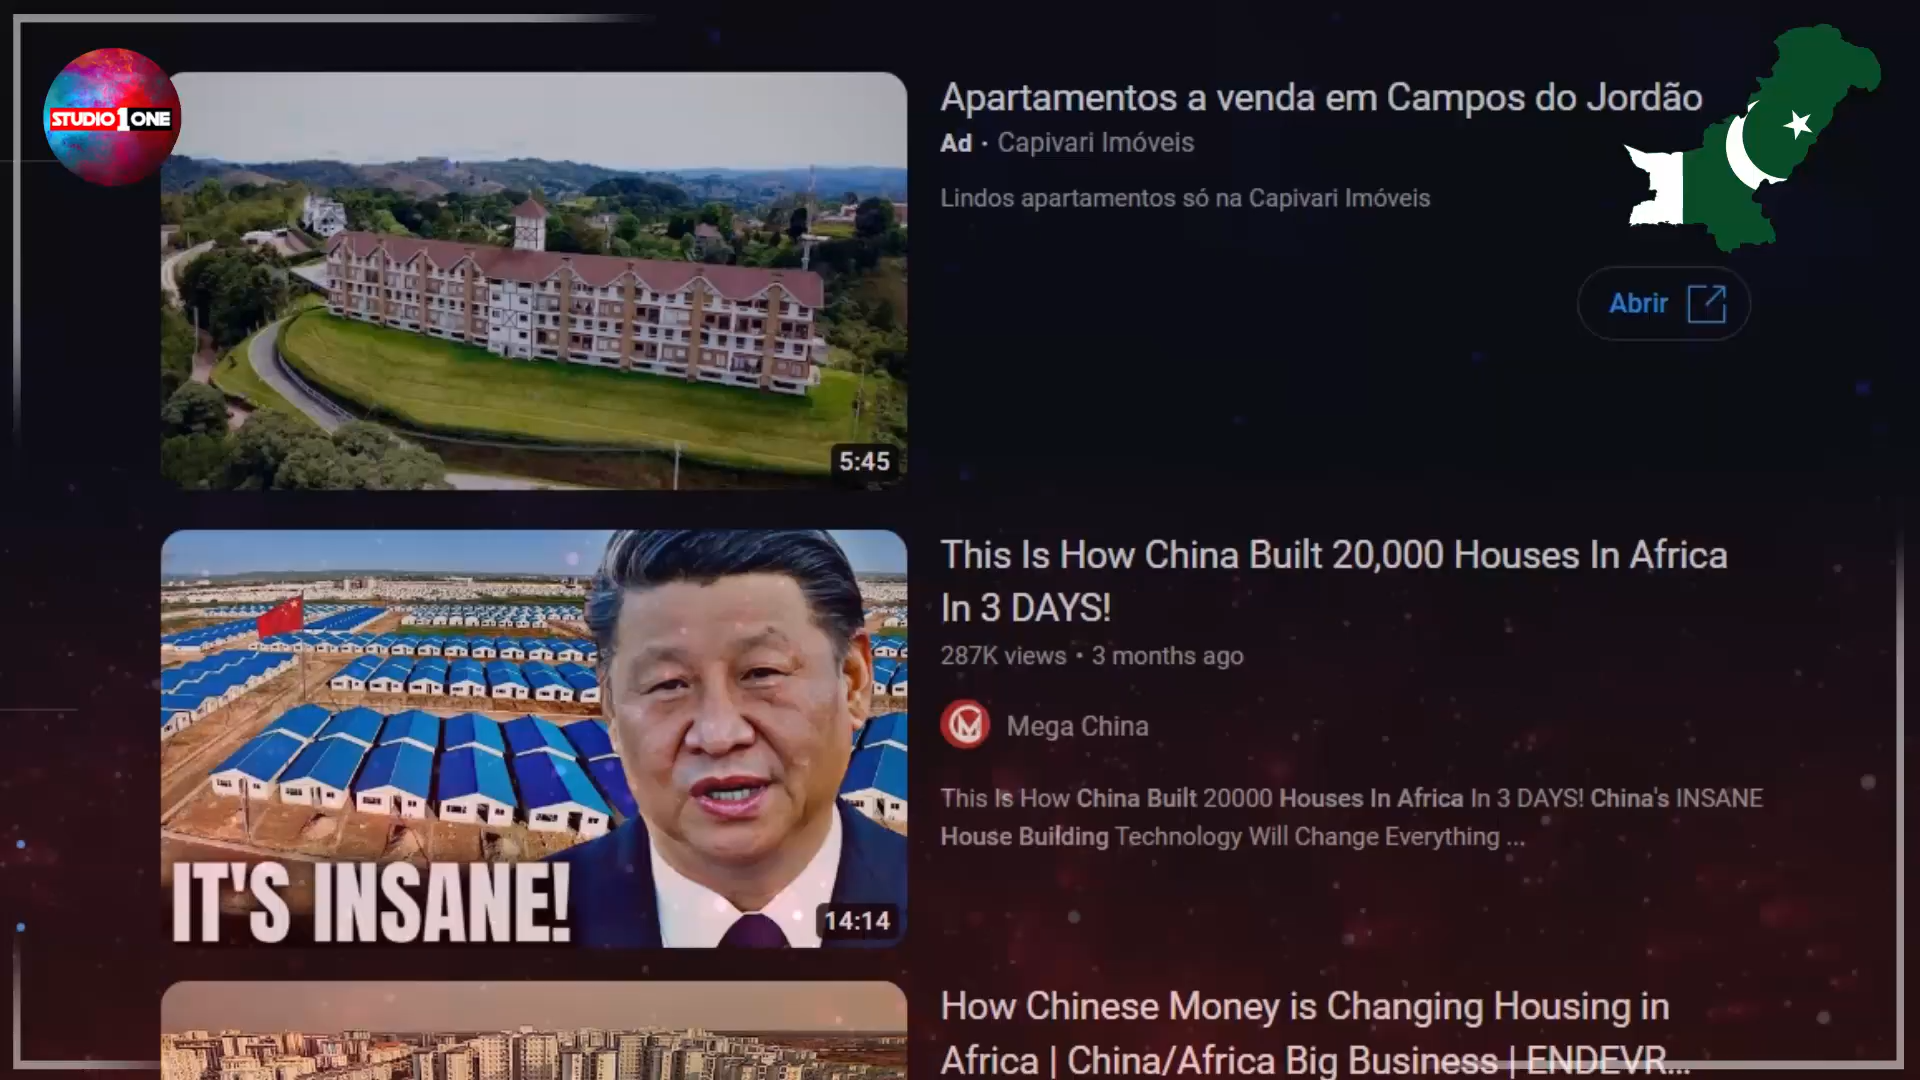 STUDIO 1 ONE
Apartamentos a venda em Campos do Jordão
Ad · Capivari Imóveis
Lindos apartamentos só na Capivari Imóveis
Abrir
5:45
This Is How China Built 20,000 Houses In Africa
In 3 DAYS!
287K views • 3 months ago
Mega China
This Is How China Built 20000 Houses In Africa In 3 DAYS! China's INSANE
House Building Technology Will Change Everything ...
IT'S INSANE!
14:14
How Chinese Money is Changing Housing in
Africa | China/Africa Big Business | ENDEVR...